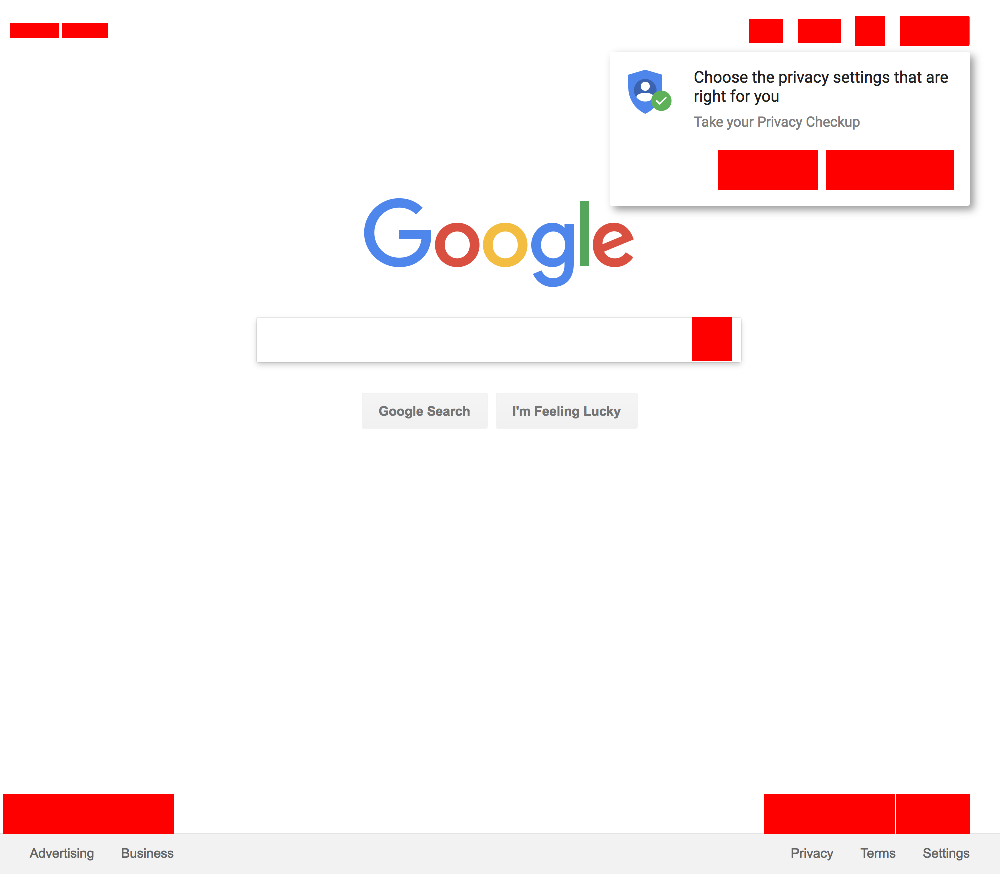 Choose the privacy settings that are
right for you
Take your Privacy Checkup
Google
Google Search
I'm Feeling Lucky
Advertising
Business
Privacy
Terms
Settings